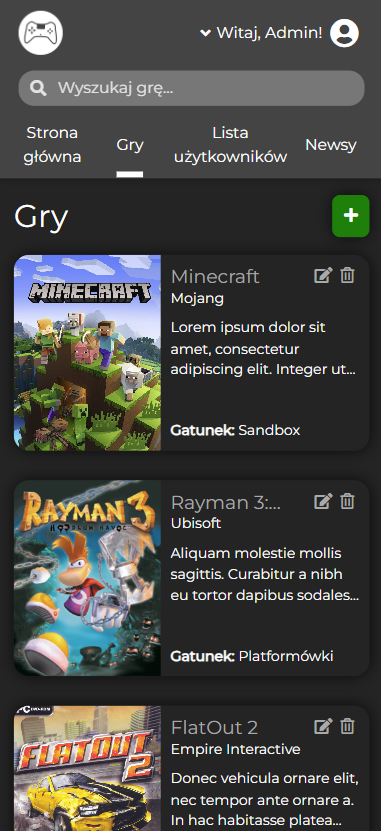 Witaj, Admin!
Wyszukaj grę...
Strona
główna
Gry
Lista
użytkowników
Newsy
Gry
+
MINECRAFT
Minecraft
Mojang
Lorem ipsum dolor sit
amet, consectetur
adipiscing elit. Integer ut...
Gatunek: Sandbox
RAYMAN 3
HOODLUM HAVOC
Rayman 3:...
Ubisoft
Aliquam molestie mollis
sagittis. Curabitur a nibh
eu tortor dapibus sodales...
Gatunek: Platformówki
PC CD-ROM
FLATOUT
2
FlatOut 2
Empire Interactive
Donec vehicula ornare elit,
nec tempor ante ornare a.
In hac habitasse platea...